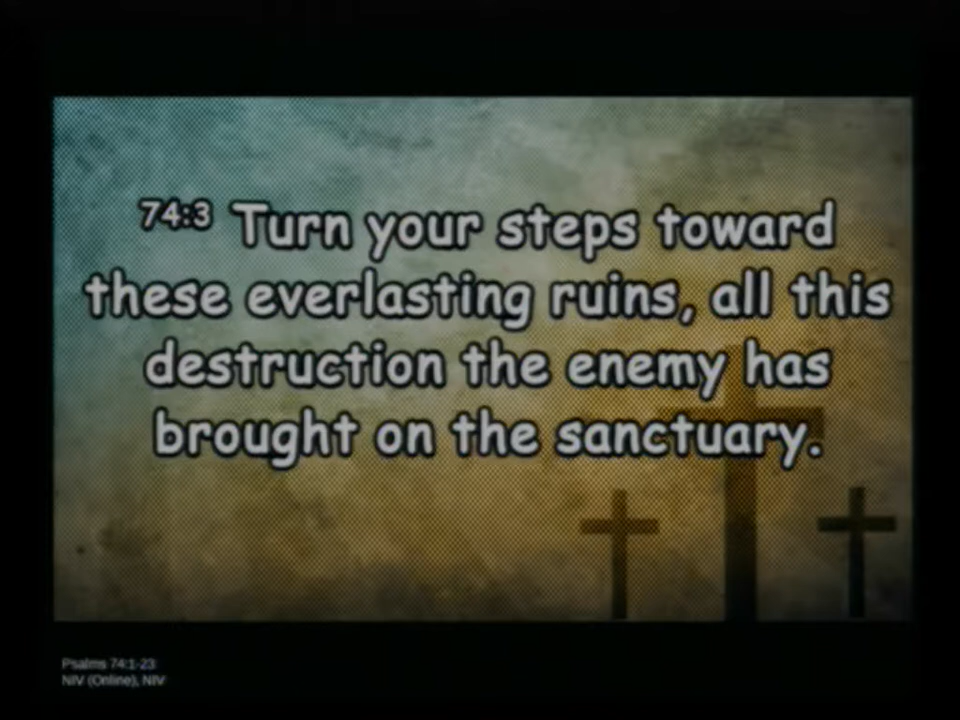 74:3 Turn your steps toward
these everlasting ruins, all this
destruction the enemy has
brought on the sanctuary.
Psalms 74:1-23
NIV (Online), NIV